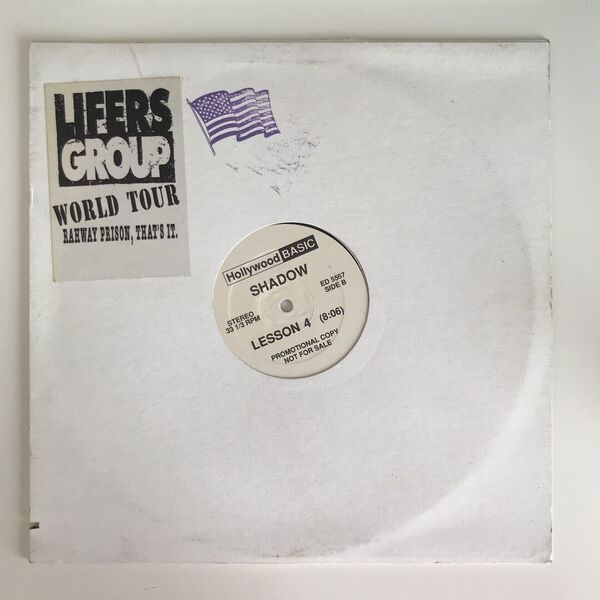 LIFERS
GROUP
WORLD TOUR
RAHWAY PRISON, THAT'S IT.
Hollywood BASIC
SHADOW
STEREO
33 1/3 RPM
ED 5567
SIDE B
LESSON 4 (8:06)
PROMOTIONAL COPY
NOT FOR SALE